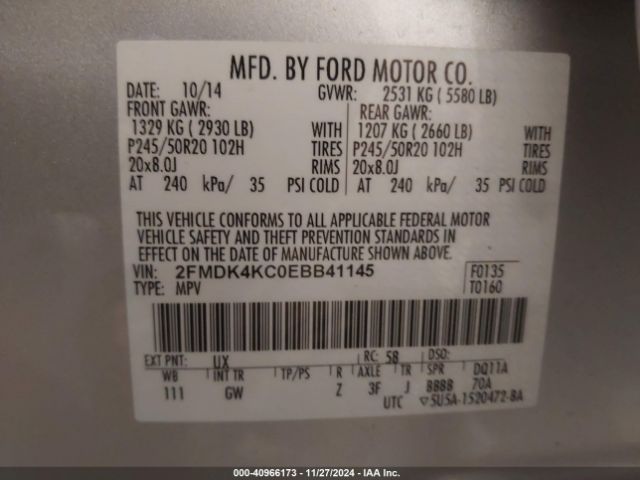 MFD. BY FORD MOTOR CO.
DATE: 10/14 GVWR: 2531 KG ( 5580 LB)
FRONT GAWR: REAR GAWR:
1329 KG ( 2930 LB) WITH 1207 KG ( 2660 LB) WITH
P245/50R20 102H TIRES P245/50R20 102H TIRES
20x8.0J RIMS 20x8.0J RIMS
AT 240 kPa/ 35 PSI COLD AT 240 kPa/ 35 PSI COLD
THIS VEHICLE CONFORMS TO ALL APPLICABLE FEDERAL MOTOR
VEHICLE SAFETY AND THEFT PREVENTION STANDARDS IN
EFFECT ON THE DATE OF MANUFACTURE SHOWN ABOVE.
VIN: 2FMDK4KC0EBB41145 F0135
TYPE: MPV T0160
EXT PNT: UX RC: 58 DSO:
WB INT TR TP/PS R AXLE TR SPR DQ11A
111 GW Z 3F J 8888 70A
UTC ▽SU5A-1520472-BA
000-40966173 - 11/27/2024 - IAA Inc.